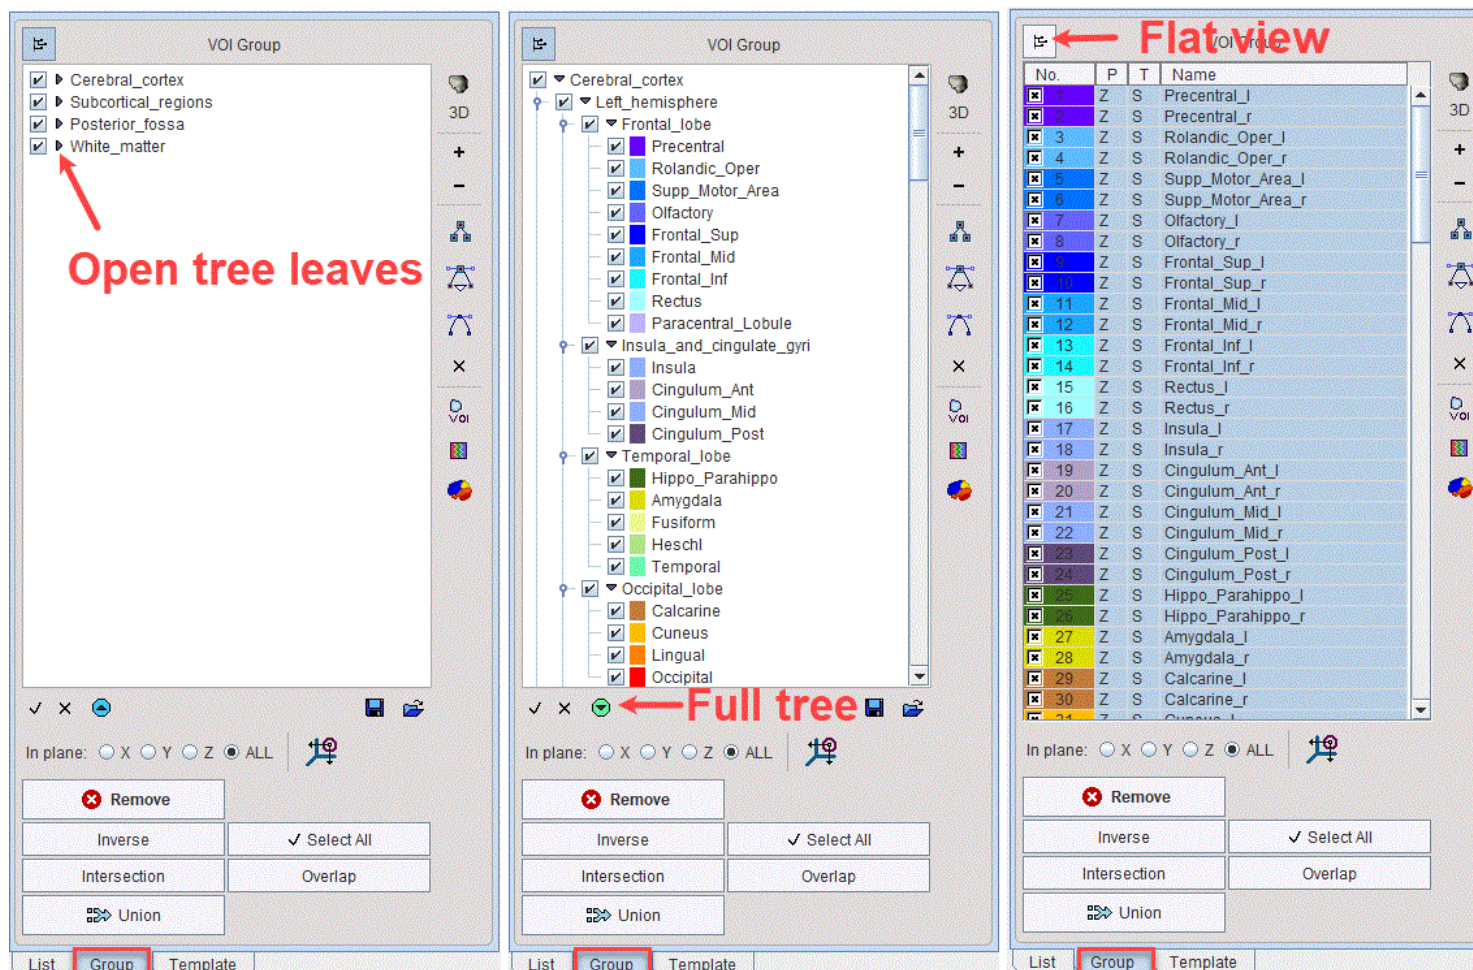 VOI Group
Cerebral_cortex
Subcortical_regions
Posterior_fossa
White_matter
Open tree leaves
3D
+
−
VOI
In plane: X Y Z ALL
Remove
Inverse
Select All
Intersection
Overlap
Union
List Group Template
VOI Group
Cerebral_cortex
Left_hemisphere
Frontal_lobe
Precentral
Rolandic_Oper
Supp_Motor_Area
Olfactory
Frontal_Sup
Frontal_Mid
Frontal_Inf
Rectus
Paracentral_Lobule
Insula_and_cingulate_gyri
Insula
Cingulum_Ant
Cingulum_Mid
Cingulum_Post
Temporal_lobe
Hippo_Parahippo
Amygdala
Fusiform
Heschl
Temporal
Occipital_lobe
Calcarine
Cuneus
Lingual
Occipital
3D
+
−
VOI
Full tree
In plane: X Y Z ALL
Remove
Inverse
Select All
Intersection
Overlap
Union
List Group Template
Flat view
VOI Group
No. P T Name
1 Z S Precentral_l
2 Z S Precentral_r
3 Z S Rolandic_Oper_l
4 Z S Rolandic_Oper_r
5 Z S Supp_Motor_Area_l
6 Z S Supp_Motor_Area_r
7 Z S Olfactory_l
8 Z S Olfactory_r
9 Z S Frontal_Sup_l
10 Z S Frontal_Sup_r
11 Z S Frontal_Mid_l
12 Z S Frontal_Mid_r
13 Z S Frontal_Inf_l
14 Z S Frontal_Inf_r
15 Z S Rectus_l
16 Z S Rectus_r
17 Z S Insula_l
18 Z S Insula_r
19 Z S Cingulum_Ant_l
20 Z S Cingulum_Ant_r
21 Z S Cingulum_Mid_l
22 Z S Cingulum_Mid_r
23 Z S Cingulum_Post_l
24 Z S Cingulum_Post_r
25 Z S Hippo_Parahippo_l
26 Z S Hippo_Parahippo_r
27 Z S Amygdala_l
28 Z S Amygdala_r
29 Z S Calcarine_l
30 Z S Calcarine_r
31 Z S Cuneus_l
3D
+
−
VOI
In plane: X Y Z ALL
Remove
Inverse
Select All
Intersection
Overlap
Union
List Group Template